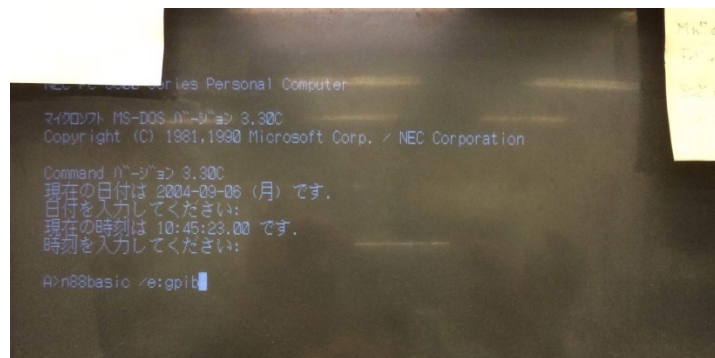 Personal Computer
ﾏｲｸﾛｿﾌﾄ MS-DOS ﾊﾞｰｼﾞｮﾝ 3.30C
Copyright (C) 1981,1990 Microsoft Corp. / NEC Corporation
Command ﾊﾞｰｼﾞｮﾝ 3.30C
現在の日付は 2004-09-06 (月) です.
日付を入力してください:
現在の時刻は 10:45:23.00 です.
時刻を入力してください:
A>n88basic /e:gpib